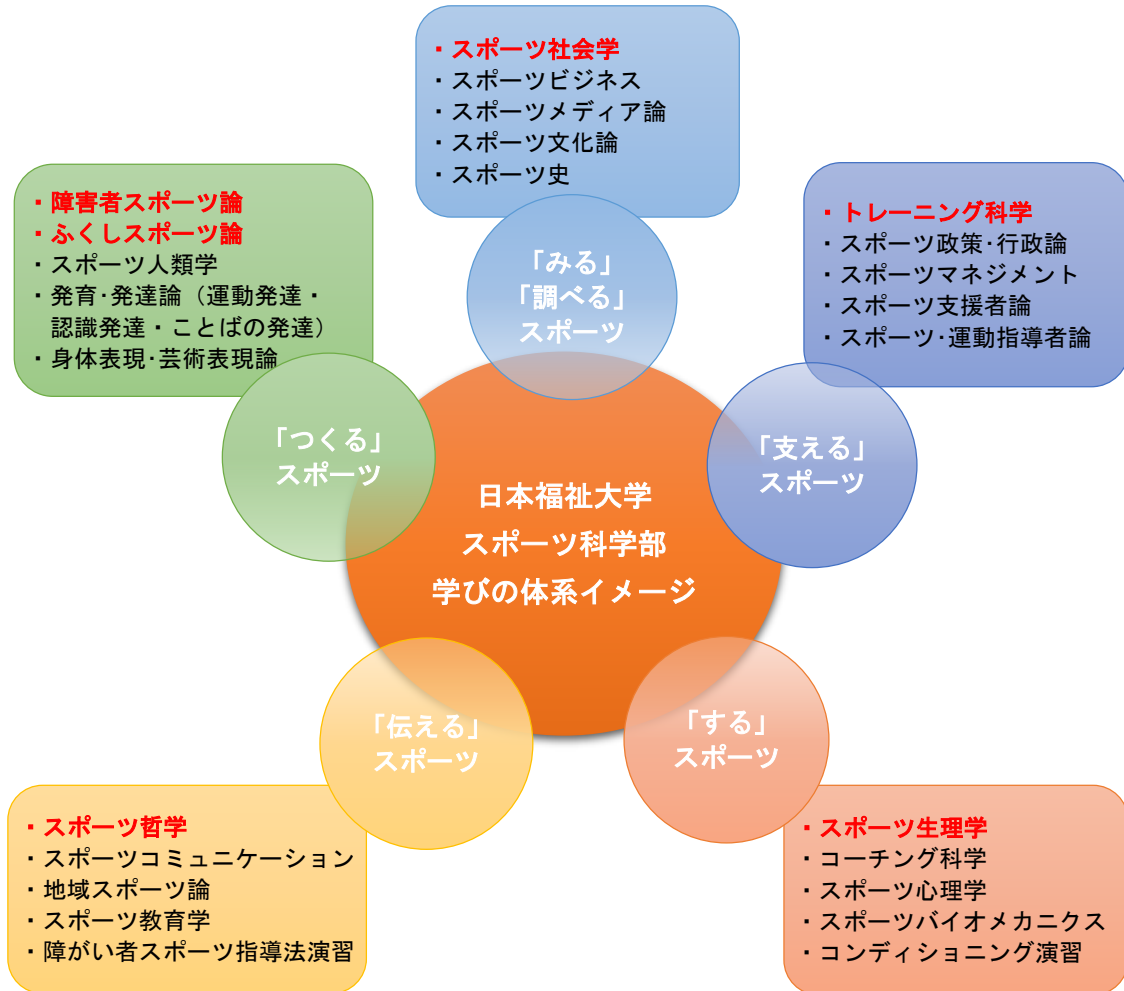 ・スポーツ社会学
・スポーツビジネス
・スポーツメディア論
・スポーツ文化論
・スポーツ史
「みる」
「調べる」
スポーツ
・障害者スポーツ論
・ふくしスポーツ論
・スポーツ人類学
・発育･発達論（運動発達・
認識発達・ことばの発達）
・身体表現･芸術表現論
「つくる」
スポーツ
・トレーニング科学
・スポーツ政策･行政論
・スポーツマネジメント
・スポーツ支援者論
・スポーツ･運動指導者論
「支える」
スポーツ
日本福祉大学
スポーツ科学部
学びの体系イメージ
「伝える」
スポーツ
・スポーツ哲学
・スポーツコミュニケーション
・地域スポーツ論
・スポーツ教育学
・障がい者スポーツ指導法演習
「する」
スポーツ
・スポーツ生理学
・コーチング科学
・スポーツ心理学
・スポーツバイオメカニクス
・コンディショニング演習